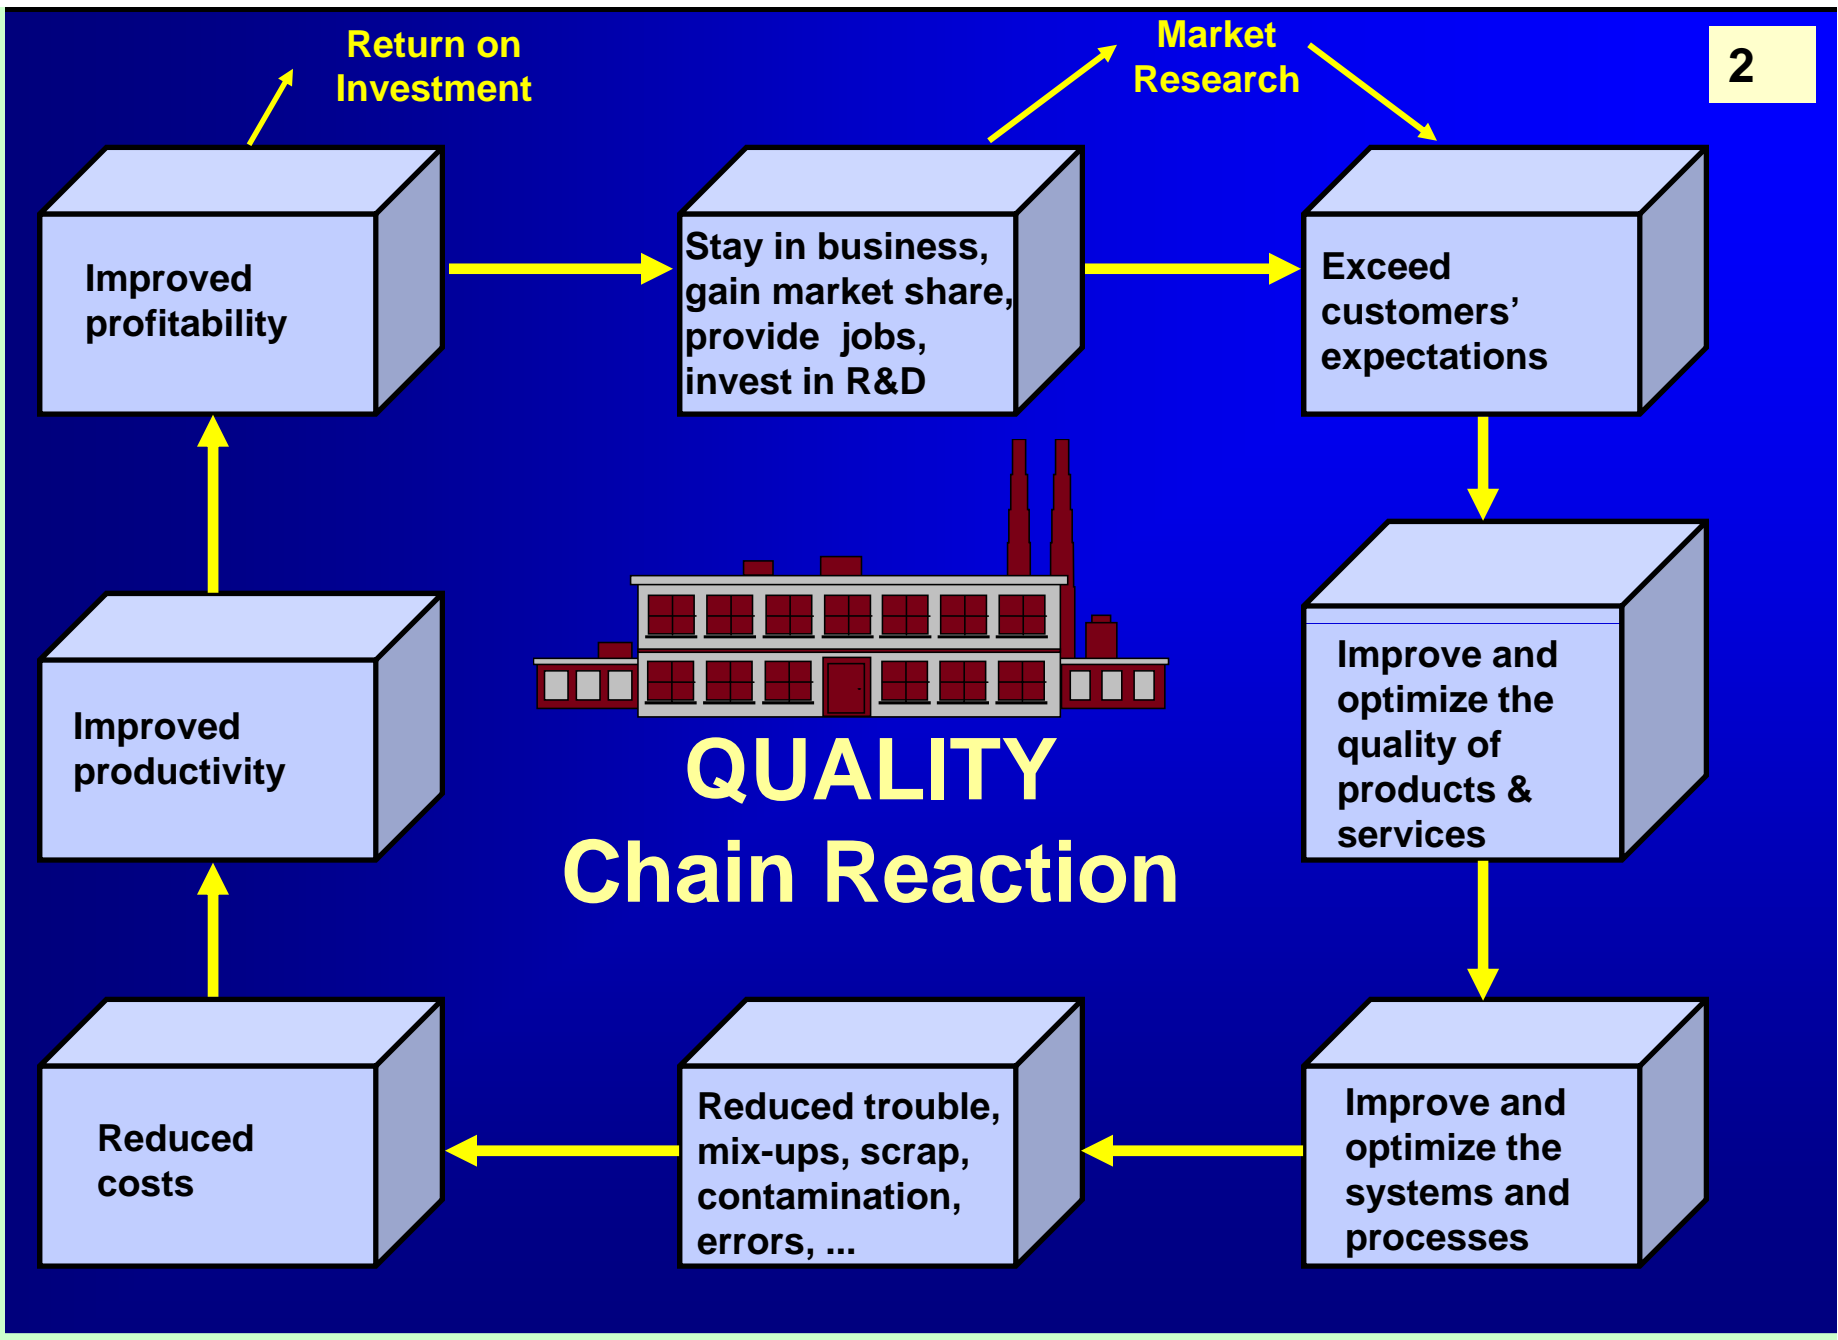 Return on
Investment
Market
Research
2
Improved
profitability
Stay in business,
gain market share,
provide  jobs,
invest in R&D
Exceed
customers’
expectations
Improved
productivity
QUALITY
Chain Reaction
Improve and
optimize the
quality of
products &
services
Reduced
costs
Reduced trouble,
mix-ups, scrap,
contamination,
errors, ...
Improve and
optimize the
systems and
processes